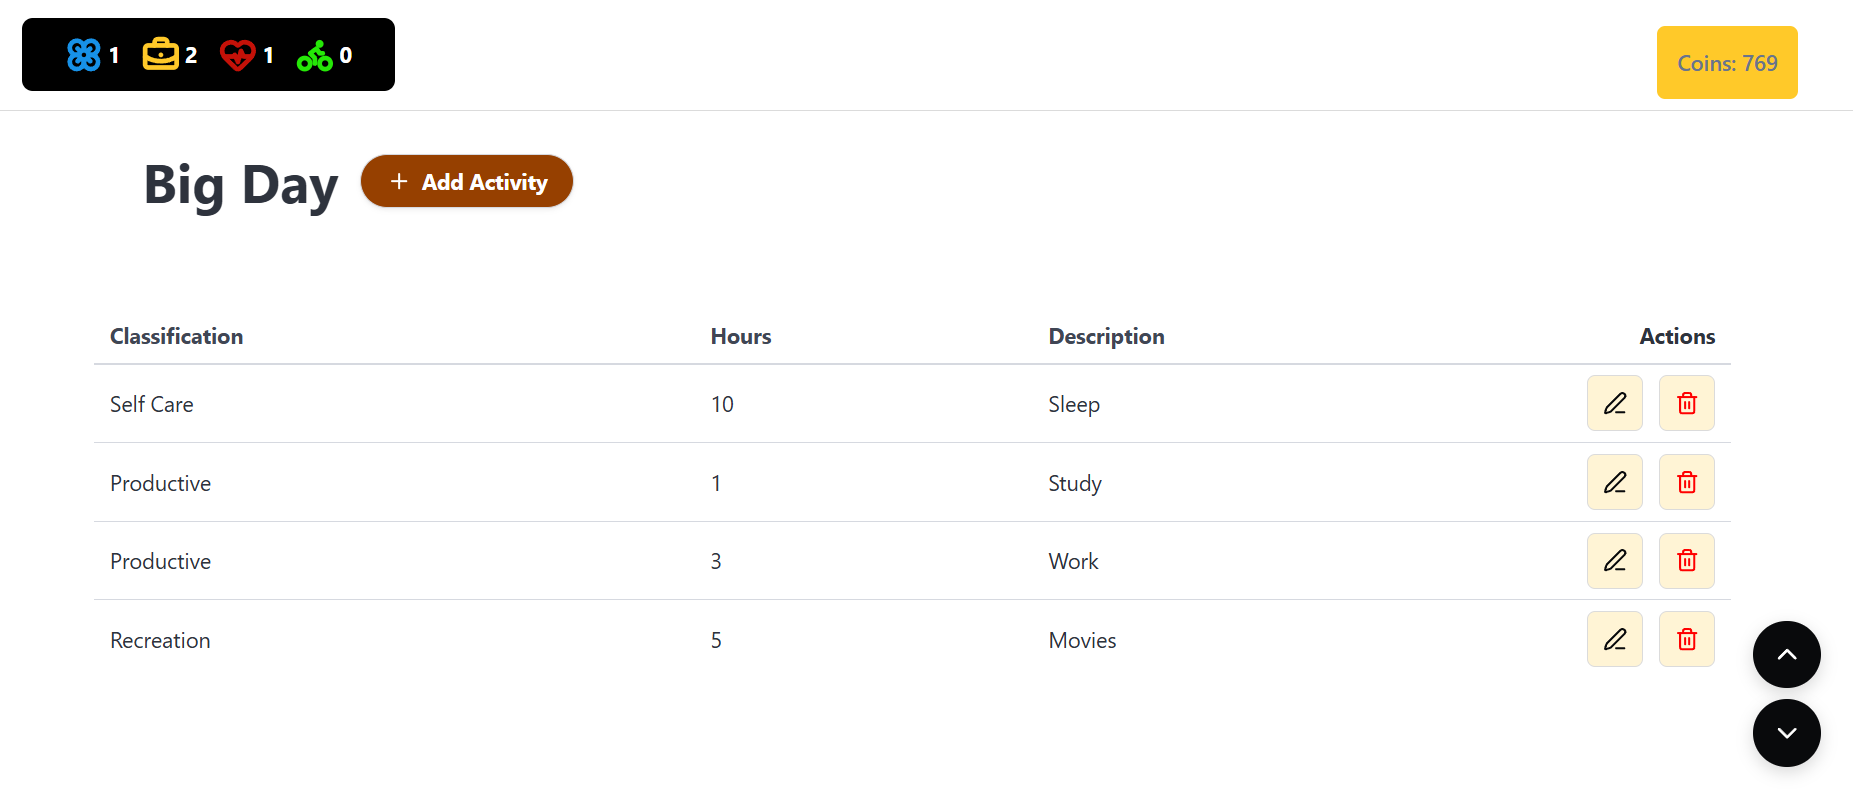 1 2 1 0
Coins: 769
Big Day
Add Activity
Classification Hours Description Actions
Self Care 10 Sleep
Productive 1 Study
Productive 3 Work
Recreation 5 Movies